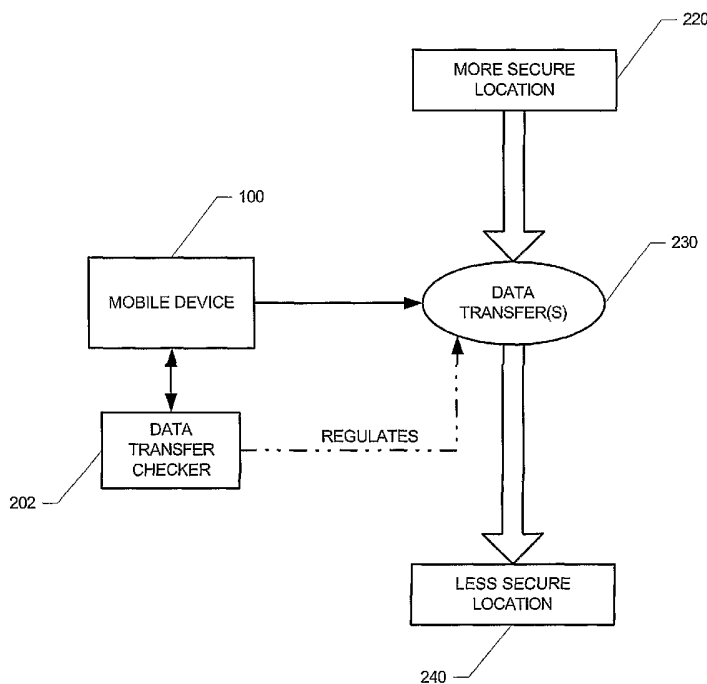 220
MORE SECURE
LOCATION
100
230
MOBILE DEVICE
DATA
TRANSFER(S)
DATA
TRANSFER
CHECKER
REGULATES
202
LESS SECURE
LOCATION
240